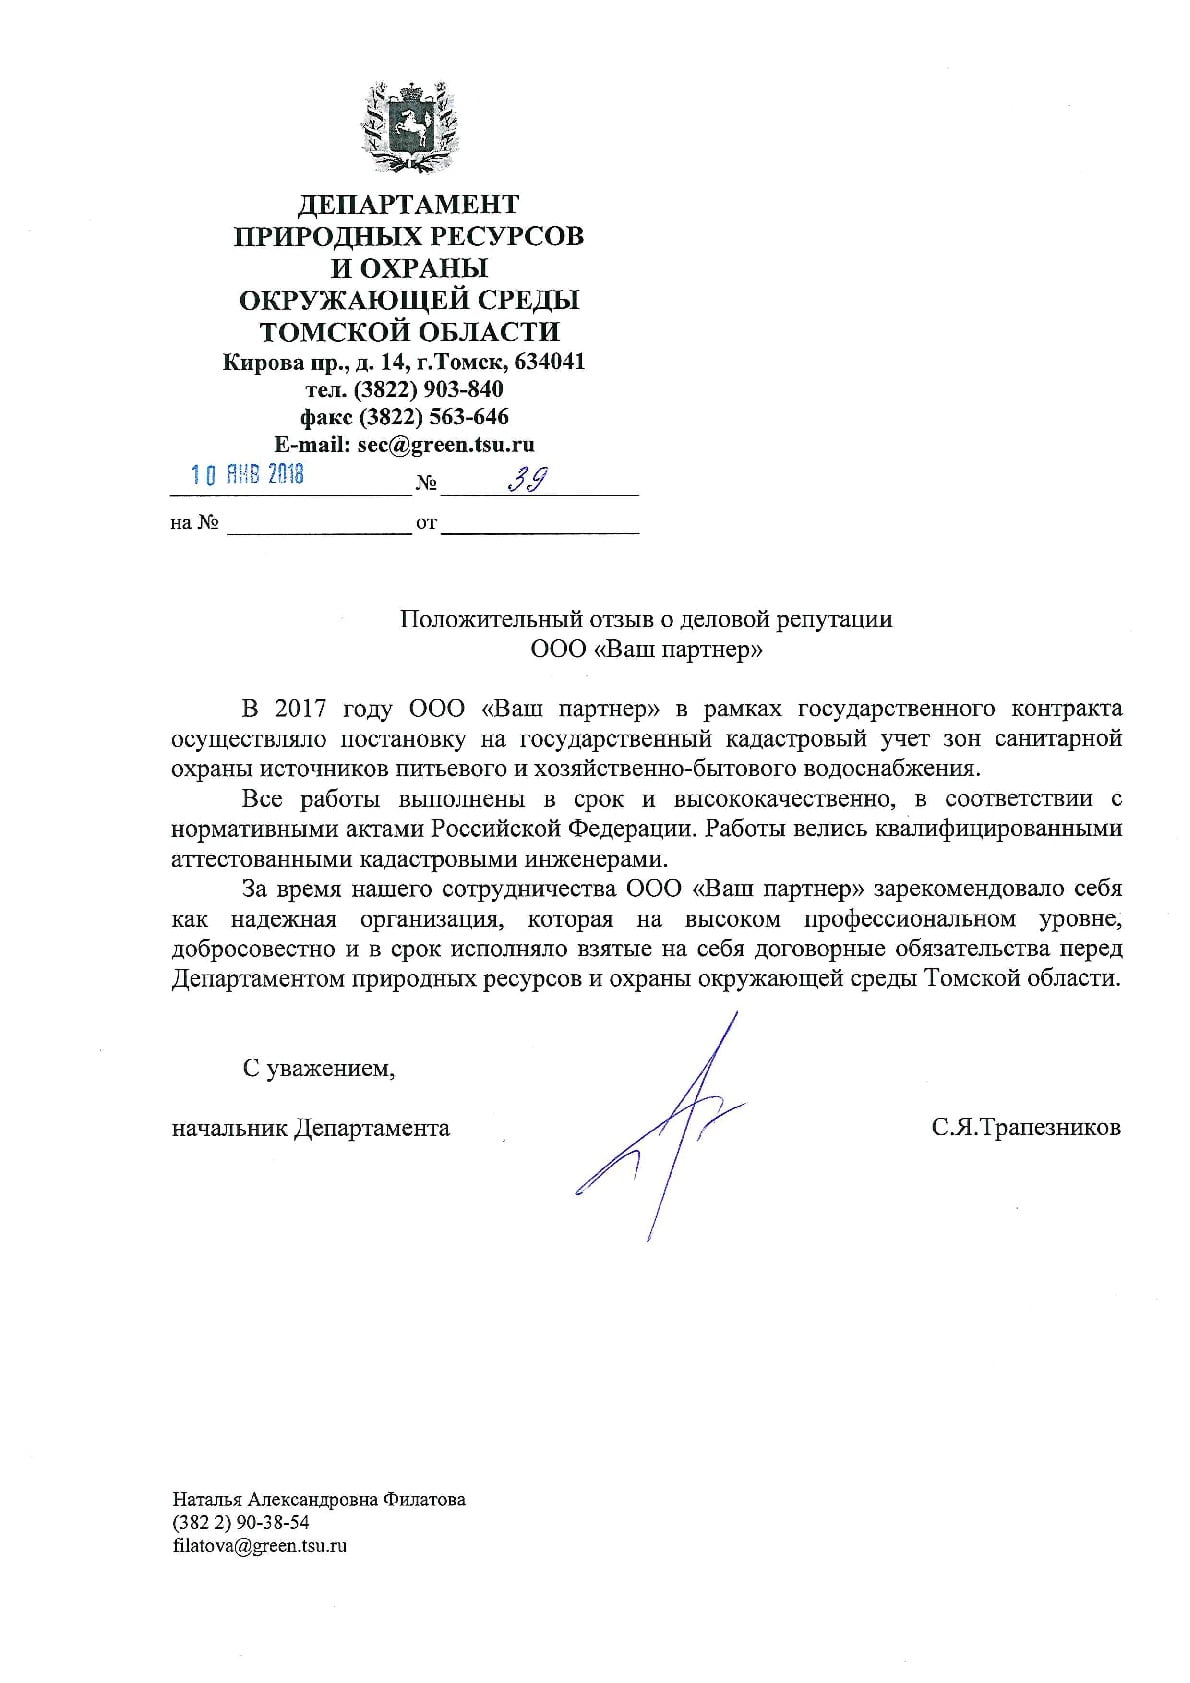 ДЕПАРТАМЕНТ
ПРИРОДНЫХ РЕСУРСОВ
И ОХРАНЫ
ОКРУЖАЮЩЕЙ СРЕДЫ
ТОМСКОЙ ОБЛАСТИ
Кирова пр., д. 14, г.Томск, 634041
тел. (3822) 903-840
факс (3822) 563-646
E-mail: sec@green.tsu.ru
10 ЯНВ 2018 № 39
на № ____________ от ____________
Положительный отзыв о деловой репутации
ООО «Ваш партнер»
В 2017 году ООО «Ваш партнер» в рамках государственного контракта
осуществляло постановку на государственный кадастровый учет зон санитарной
охраны источников питьевого и хозяйственно-бытового водоснабжения.
Все работы выполнены в срок и высококачественно, в соответствии с
нормативными актами Российской Федерации. Работы велись квалифицированными
аттестованными кадастровыми инженерами.
За время нашего сотрудничества ООО «Ваш партнер» зарекомендовало себя
как надежная организация, которая на высоком профессиональном уровне,
добросовестно и в срок исполняло взятые на себя договорные обязательства перед
Департаментом природных ресурсов и охраны окружающей среды Томской области.
С уважением,
начальник Департамента С.Я.Трапезников
Наталья Александровна Филатова
(382 2) 90-38-54
filatova@green.tsu.ru